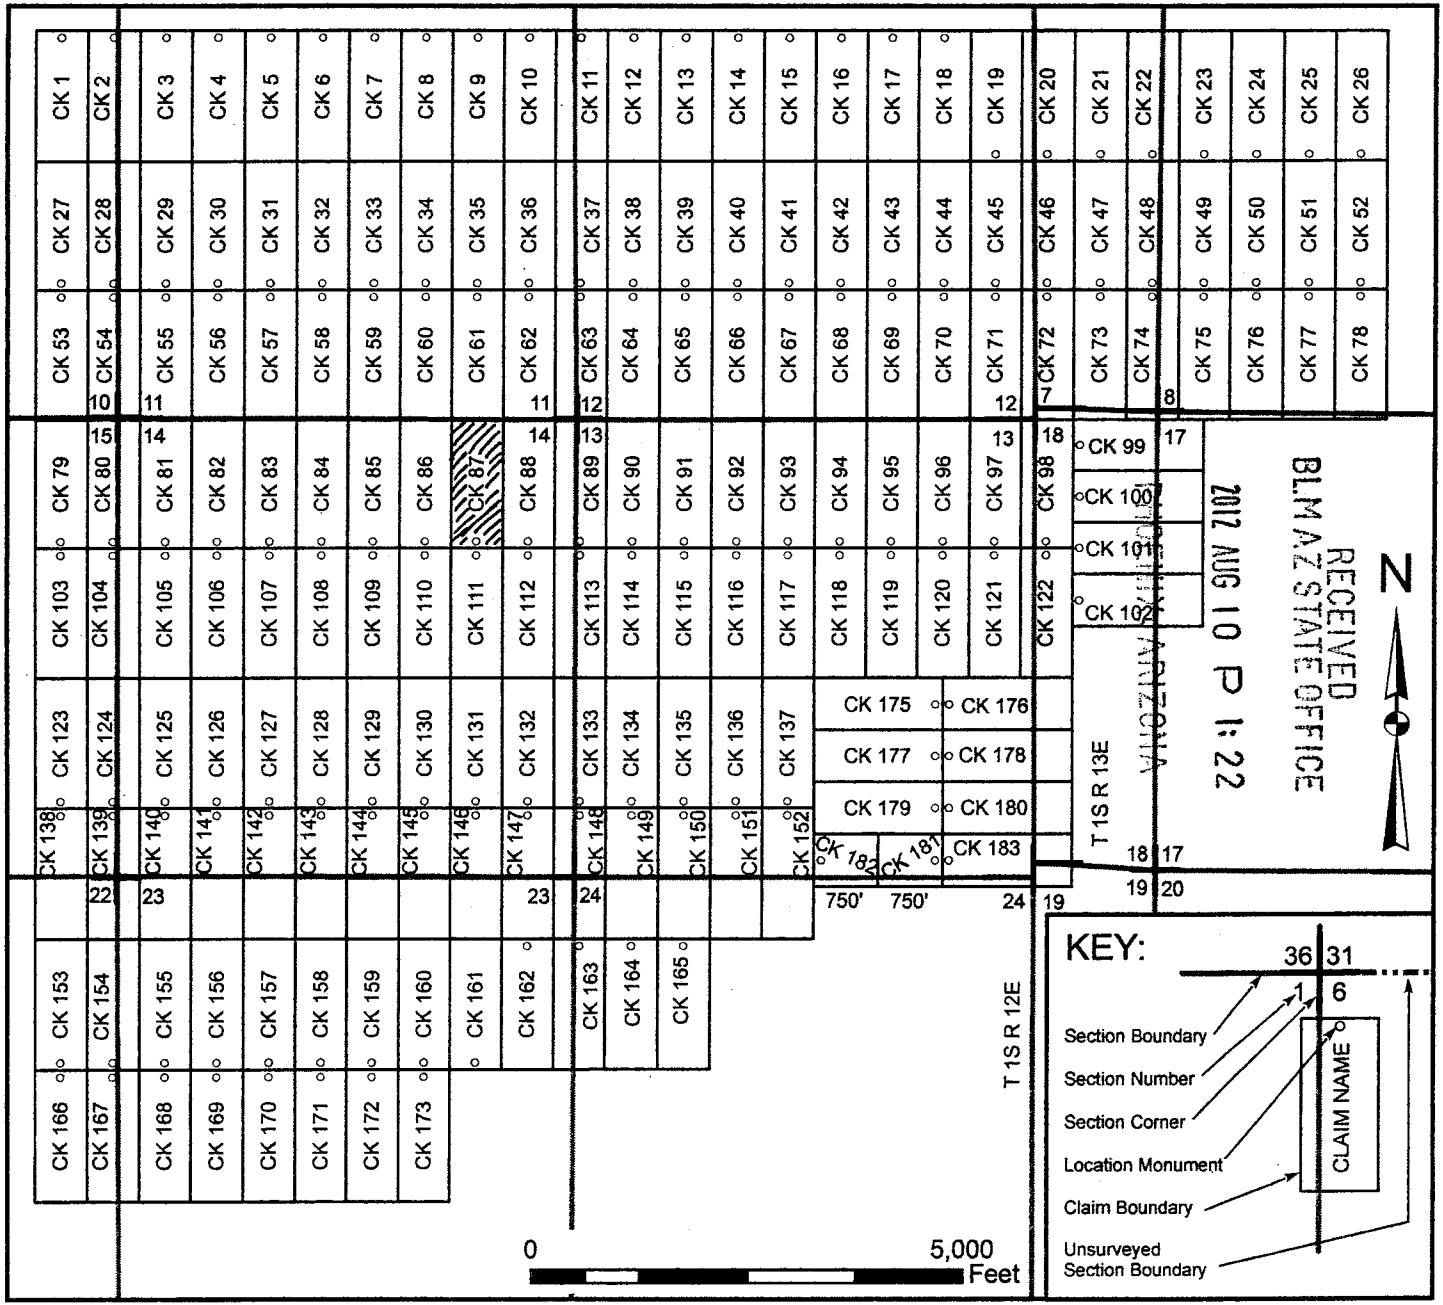 CK 1 CK 2 CK 3 CK 4 CK 5 CK 6 CK 7 CK 8 CK 9 CK 10 CK 11 CK 12 CK 13 CK 14 CK 15 CK 16 CK 17 CK 18 CK 19 CK 20 CK 21 CK 22 CK 23 CK 24 CK 25 CK 26
CK 27 CK 28 CK 29 CK 30 CK 31 CK 32 CK 33 CK 34 CK 35 CK 36 CK 37 CK 38 CK 39 CK 40 CK 41 CK 42 CK 43 CK 44 CK 45 CK 46 CK 47 CK 48 CK 49 CK 50 CK 51 CK 52
CK 53 CK 54 CK 55 CK 56 CK 57 CK 58 CK 59 CK 60 CK 61 CK 62 CK 63 CK 64 CK 65 CK 66 CK 67 CK 68 CK 69 CK 70 CK 71 CK 72 CK 73 CK 74 CK 75 CK 76 CK 77 CK 78
10 11 11 12 12 7 8
15 14 14 13 13 18 17
CK 79 CK 80 CK 81 CK 82 CK 83 CK 84 CK 85 CK 86 CK 87 CK 88 CK 89 CK 90 CK 91 CK 92 CK 93 CK 94 CK 95 CK 96 CK 97 CK 98
CK 99
CK 100
CK 101
CK 102
CK 103 CK 104 CK 105 CK 106 CK 107 CK 108 CK 109 CK 110 CK 111 CK 112 CK 113 CK 114 CK 115 CK 116 CK 117 CK 118 CK 119 CK 120 CK 121 CK 122
CK 123 CK 124 CK 125 CK 126 CK 127 CK 128 CK 129 CK 130 CK 131 CK 132 CK 133 CK 134 CK 135 CK 136 CK 137
CK 175 CK 176
CK 177 CK 178
CK 179 CK 180
CK 182 CK 181 CK 183
CK 138 CK 139 CK 140 CK 141 CK 142 CK 143 CK 144 CK 145 CK 146 CK 147 CK 148 CK 149 CK 150 CK 151 CK 152
18 17
19 20
22 23 23 24 750' 750' 24 19
CK 153 CK 154 CK 155 CK 156 CK 157 CK 158 CK 159 CK 160 CK 161 CK 162 CK 163 CK 164 CK 165
CK 166 CK 167 CK 168 CK 169 CK 170 CK 171 CK 172 CK 173
T 1S R 13E
T 1S R 12E
RECEIVED
BLM AZ STATE OFFICE
2012 AUG 10 P 1:22
ARIZONA
N
KEY:
36 31
1 6
Section Boundary
Section Number
Section Corner
Location Monument
Claim Boundary
Unsurveyed
Section Boundary
CLAIM NAME
0 5,000
Feet